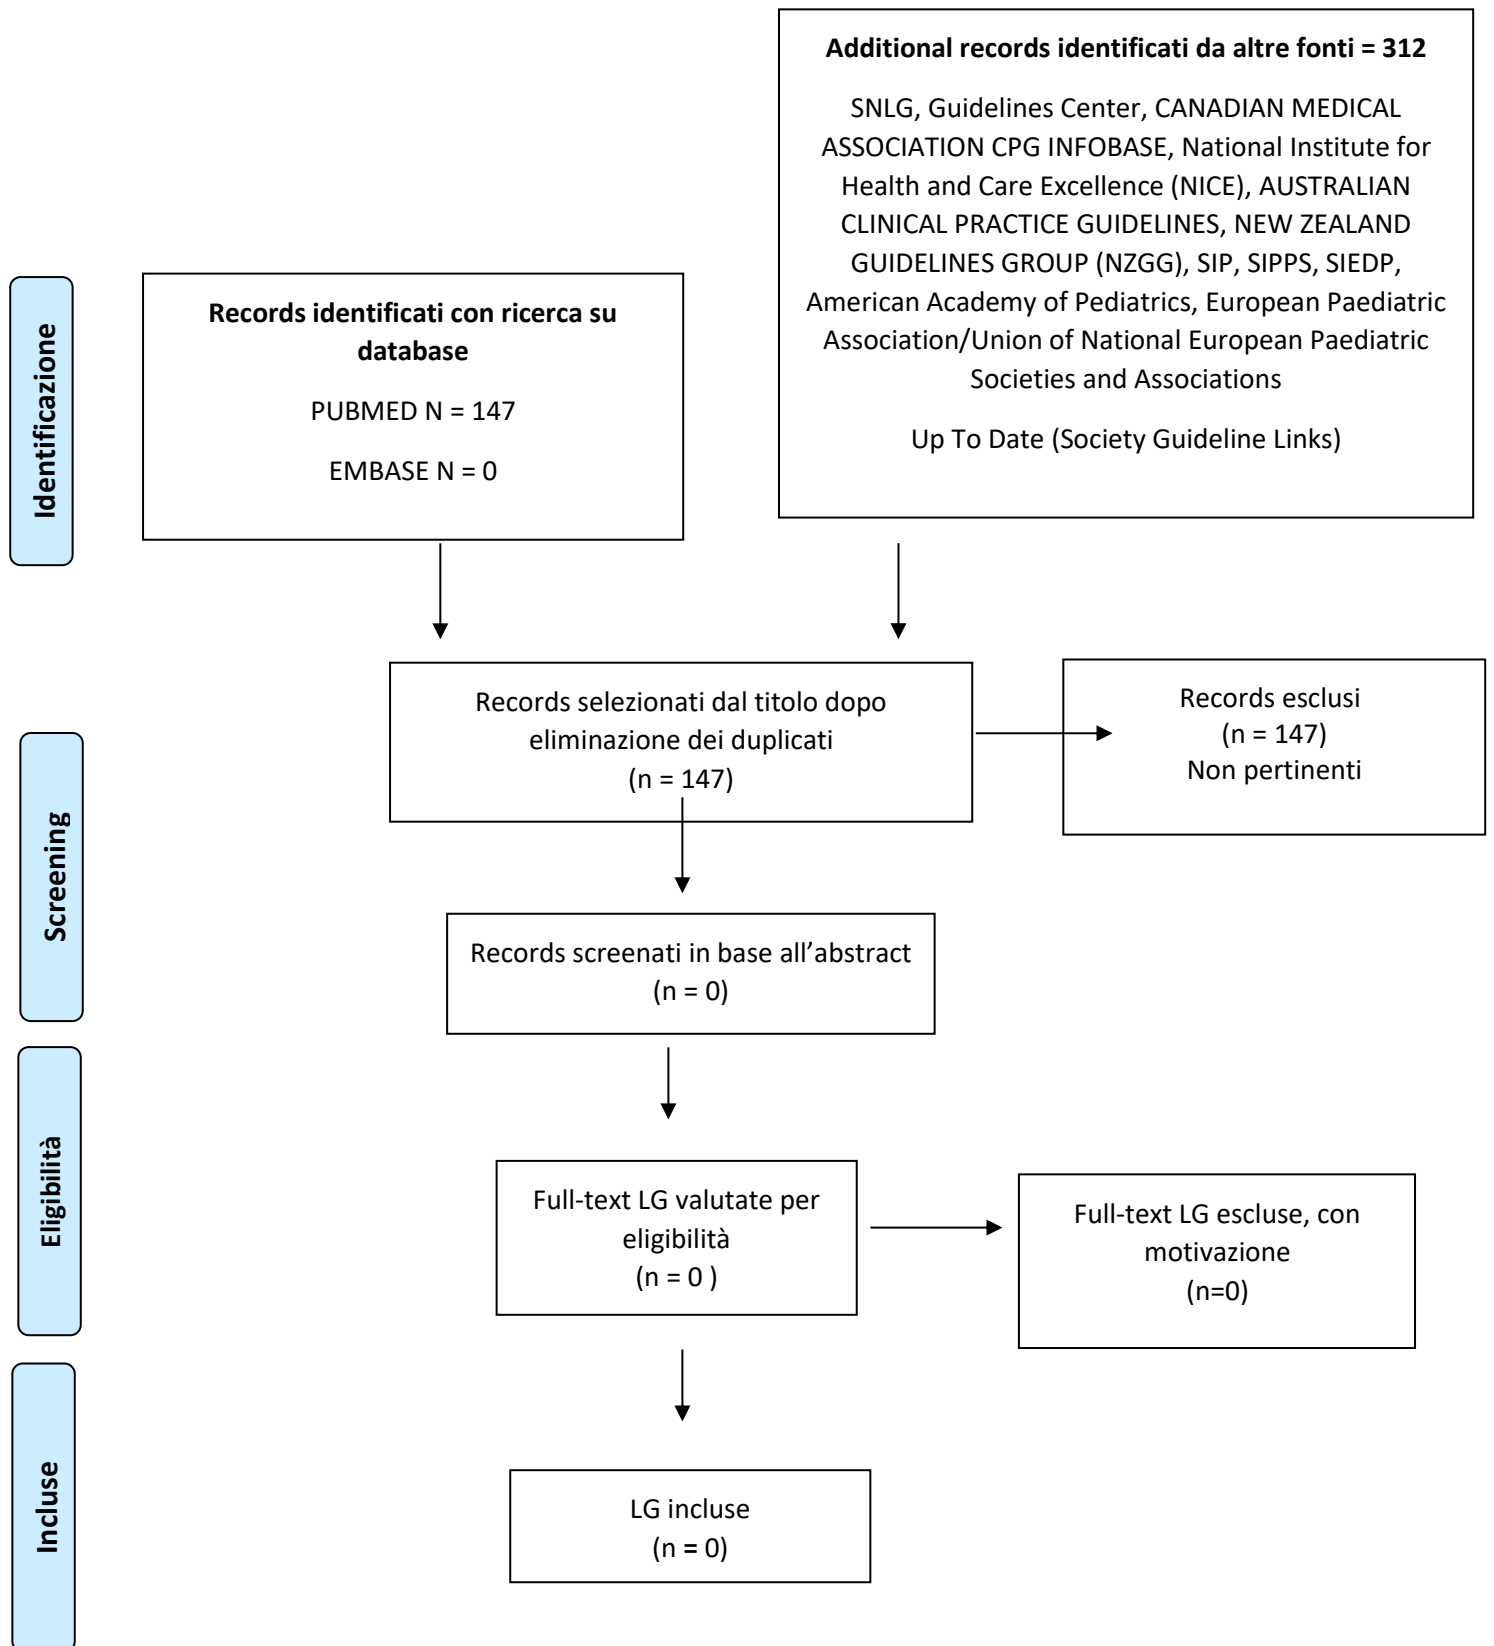 Additional records identificati da altre fonti = 312
SNLG, Guidelines Center, CANADIAN MEDICAL
ASSOCIATION CPG INFOBASE, National Institute for
Health and Care Excellence (NICE), AUSTRALIAN
CLINICAL PRACTICE GUIDELINES, NEW ZEALAND
GUIDELINES GROUP (NZGG), SIP, SIPPS, SIEDP,
American Academy of Pediatrics, European Paediatric
Association/Union of National European Paediatric
Societies and Associations
Up To Date (Society Guideline Links)
Identificazione
Records identificati con ricerca su
database
PUBMED N = 147
EMBASE N = 0
Records selezionati dal titolo dopo
eliminazione dei duplicati
(n = 147)
Records esclusi
(n = 147)
Non pertinenti
Screening
Records screenati in base all’abstract
(n = 0)
Eligibilità
Full-text LG valutate per
eligibilità
(n = 0 )
Full-text LG escluse, con
motivazione
(n=0)
Incluse
LG incluse
(n = 0)